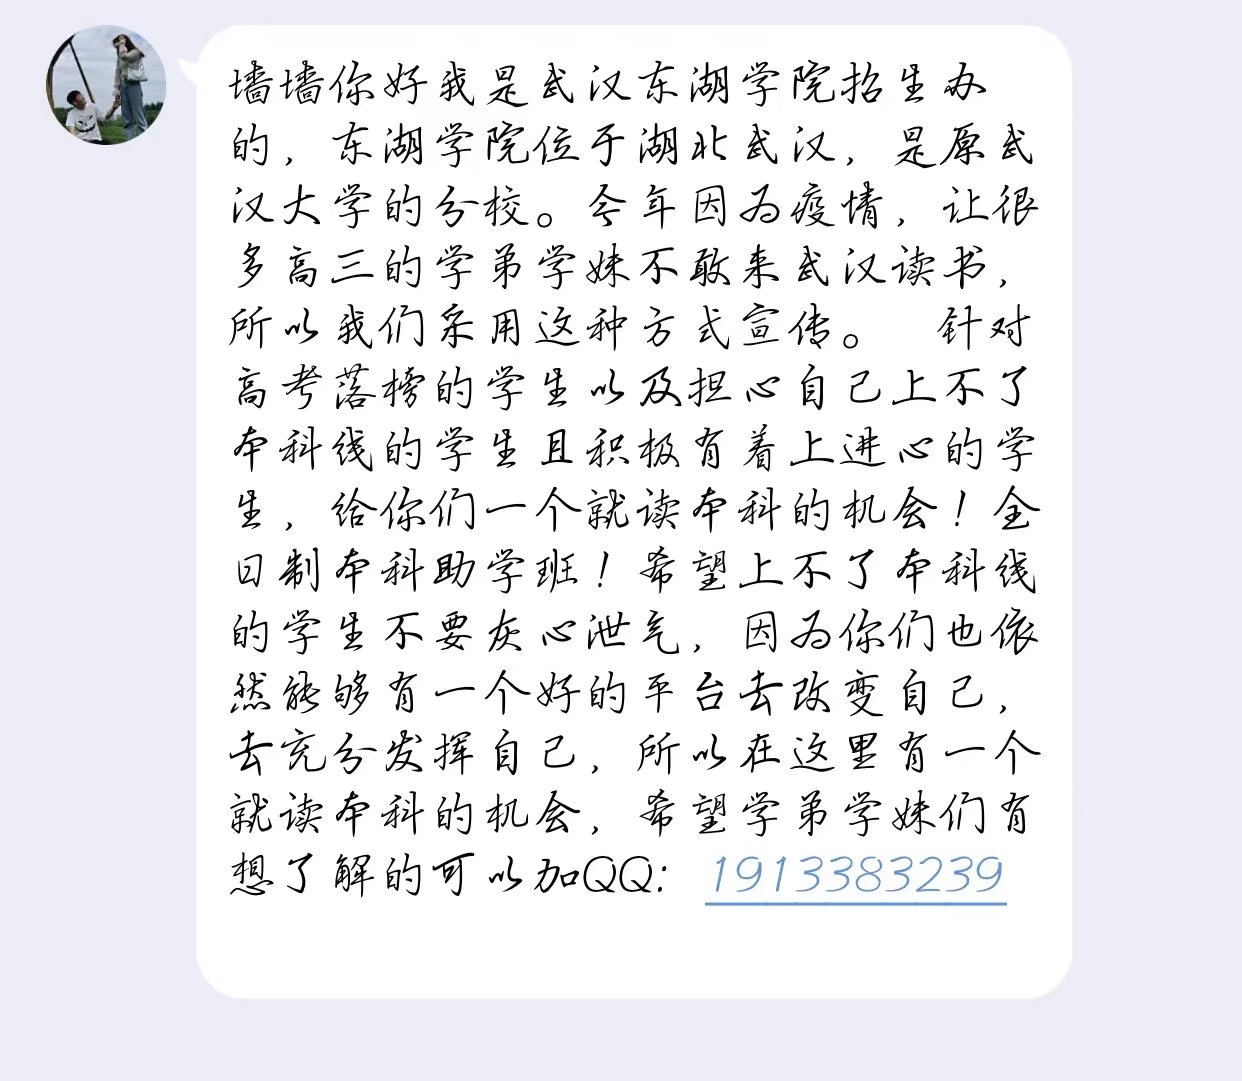 墙墙你好我是武汉东湖学院招生办
的，东湖学院位于湖北武汉，是原武
汉大学的分校。今年因为疫情，让很
多高三的学弟学妹不敢来武汉读书，
所以我们采用这种方式宣传。 针对
高考落榜的学生以及担心自己上不了
本科线的学生且积极有着上进心的学
生，给你们一个就读本科的机会！全
日制本科助学班！希望上不了本科线
的学生不要灰心泄气，因为你们也依
然能够有一个好的平台去改变自己，
去充分发挥自己，所以在这里有一个
就读本科的机会，希望学弟学妹们有
想了解的可以加QQ：1913383239